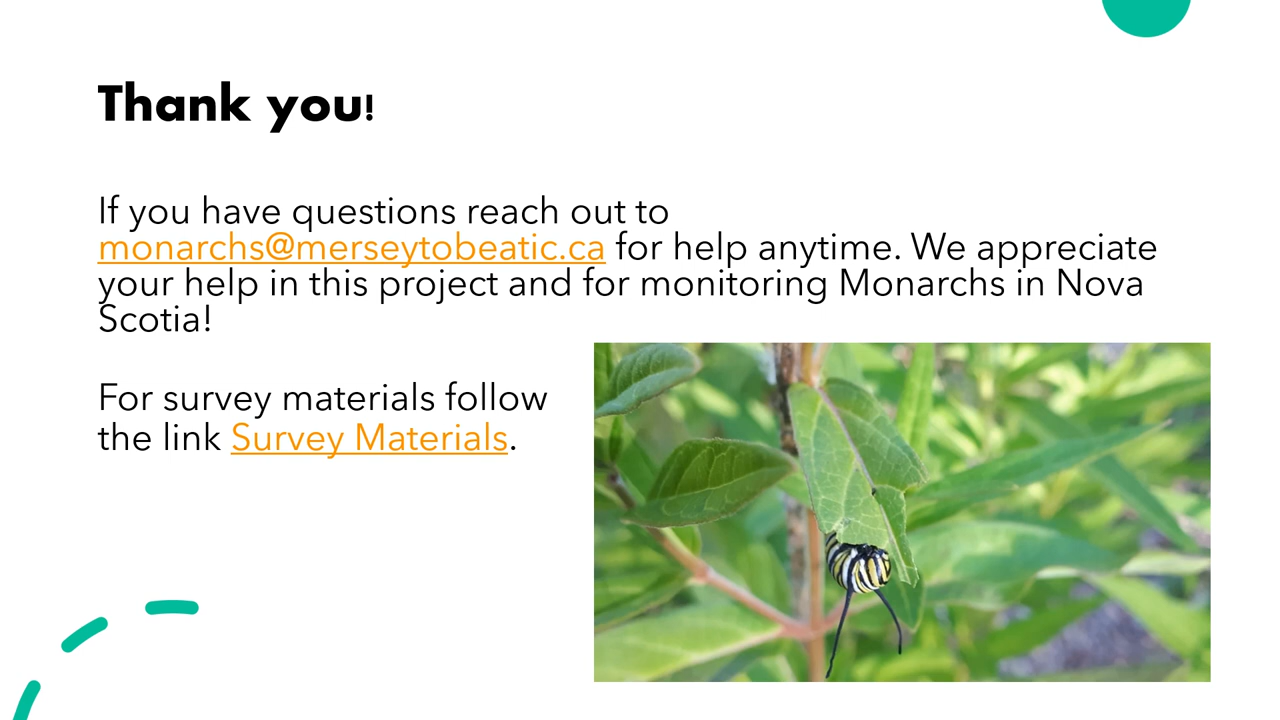 Thank you!
If you have questions reach out to
monarchs@merseytobeatic.ca for help anytime. We appreciate
your help in this project and for monitoring Monarchs in Nova
Scotia!
For survey materials follow
the link Survey Materials.